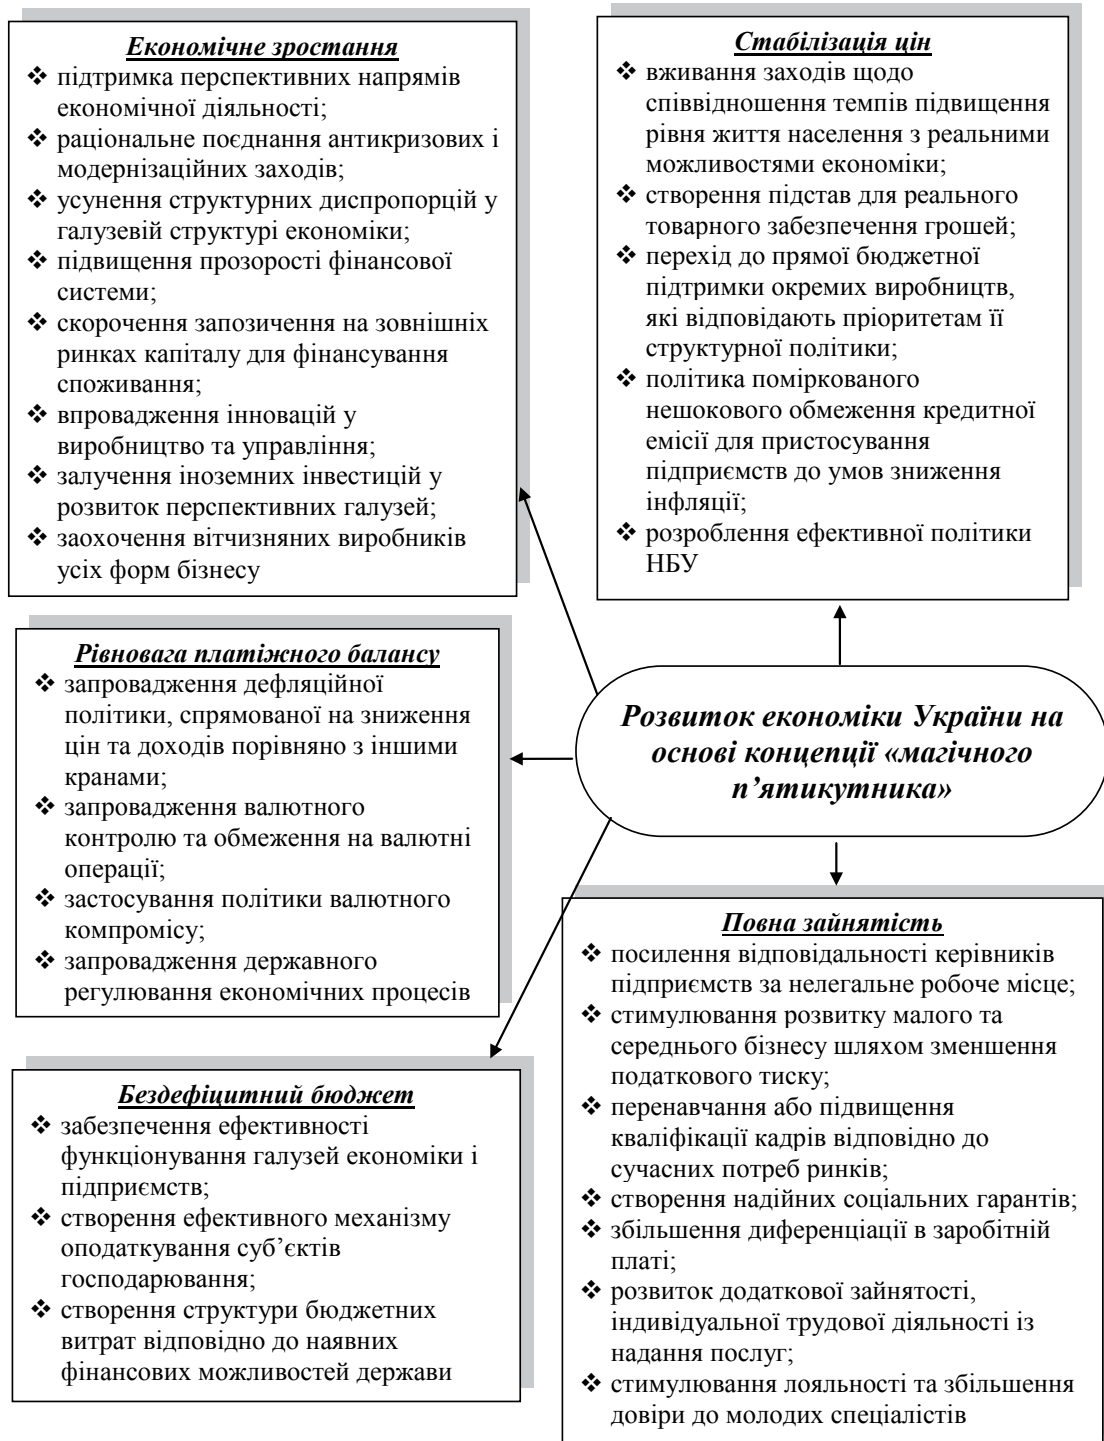 Економічне зростання
❖ підтримка перспективних напрямів
економічної діяльності;
❖ раціональне поєднання антикризових і
модернізаційних заходів;
❖ усунення структурних диспропорцій у
галузевій структурі економіки;
❖ підвищення прозорості фінансової
системи;
❖ скорочення запозичення на зовнішніх
ринках капіталу для фінансування
споживання;
❖ впровадження інновацій у
виробництво та управління;
❖ залучення іноземних інвестицій у
розвиток перспективних галузей;
❖ заохочення вітчизняних виробників
усіх форм бізнесу
Стабілізація цін
❖ вживання заходів щодо
співвідношення темпів підвищення
рівня життя населення з реальними
можливостями економіки;
❖ створення підстав для реального
товарного забезпечення грошей;
❖ перехід до прямої бюджетної
підтримки окремих виробництв,
які відповідають пріоритетам її
структурної політики;
❖ політика поміркованого
нешокового обмеження кредитної
емісії для пристосування
підприємств до умов зниження
інфляції;
❖ розроблення ефективної політики
НБУ
Рівновага платіжного балансу
❖ запровадження дефляційної
політики, спрямованої на зниження
цін та доходів порівняно з іншими
кранами;
❖ запровадження валютного
контролю та обмеження на валютні
операції;
❖ застосування політики валютного
компромісу;
❖ запровадження державного
регулювання економічних процесів
Розвиток економіки України на
основі концепції «магічного
п’ятикутника»
Бездефіцитний бюджет
❖ забезпечення ефективності
функціонування галузей економіки і
підприємств;
❖ створення ефективного механізму
оподаткування суб’єктів
господарювання;
❖ створення структури бюджетних
витрат відповідно до наявних
фінансових можливостей держави
Повна зайнятість
❖ посилення відповідальності керівників
підприємств за нелегальне робоче місце;
❖ стимулювання розвитку малого та
середнього бізнесу шляхом зменшення
податкового тиску;
❖ перенавчання або підвищення
кваліфікації кадрів відповідно до
сучасних потреб ринків;
❖ створення надійних соціальних гарантів;
❖ збільшення диференціації в заробітній
платі;
❖ розвиток додаткової зайнятості,
індивідуальної трудової діяльності із
надання послуг;
❖ стимулювання лояльності та збільшення
довіри до молодих спеціалістів